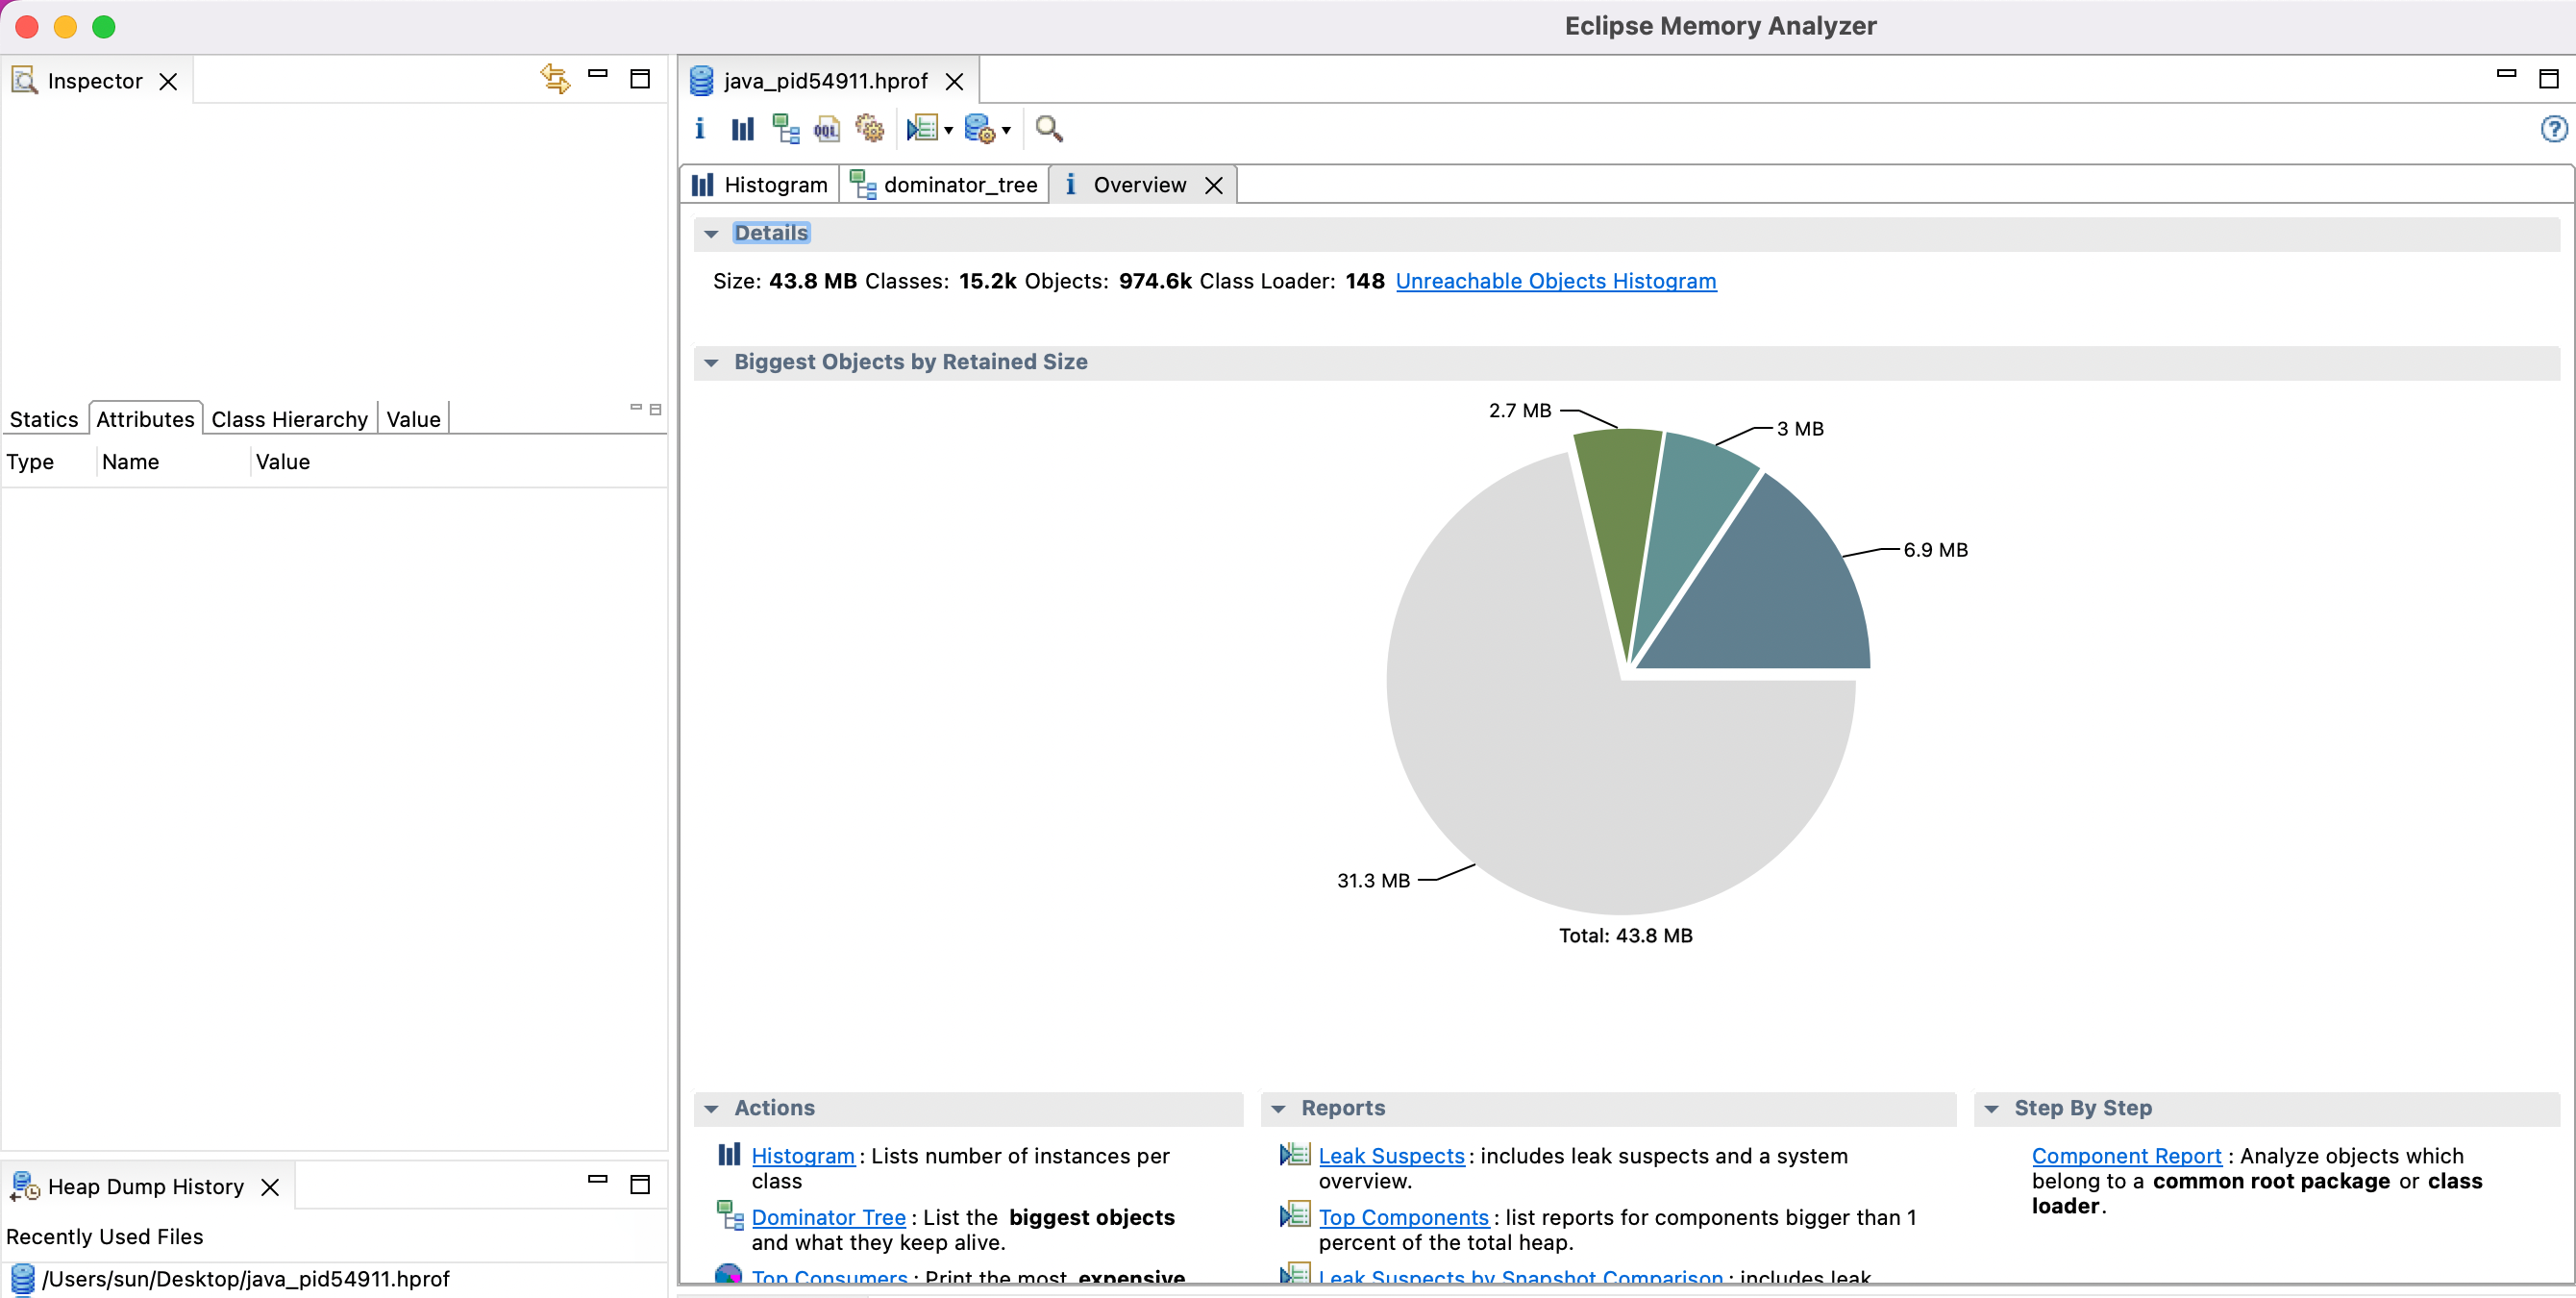 Eclipse Memory Analyzer
Inspector
Statics Attributes Class Hierarchy Value
Type Name Value
Heap Dump History
Recently Used Files
/Users/sun/Desktop/java_pid54911.hprof
java_pid54911.hprof
i OQL
Histogram dominator_tree i Overview
Details
Size: 43.8 MB Classes: 15.2k Objects: 974.6k Class Loader: 148 Unreachable Objects Histogram
Biggest Objects by Retained Size
2.7 MB
3 MB
6.9 MB
31.3 MB
Total: 43.8 MB
Actions
Histogram : Lists number of instances per
class
Dominator Tree : List the biggest objects
and what they keep alive.
Top Consumers : Print the most expensive
Reports
Leak Suspects : includes leak suspects and a system
overview.
Top Components : list reports for components bigger than 1
percent of the total heap.
Leak Suspects by Snapshot Comparison : includes leak
Step By Step
Component Report : Analyze objects which
belong to a common root package or class
loader.